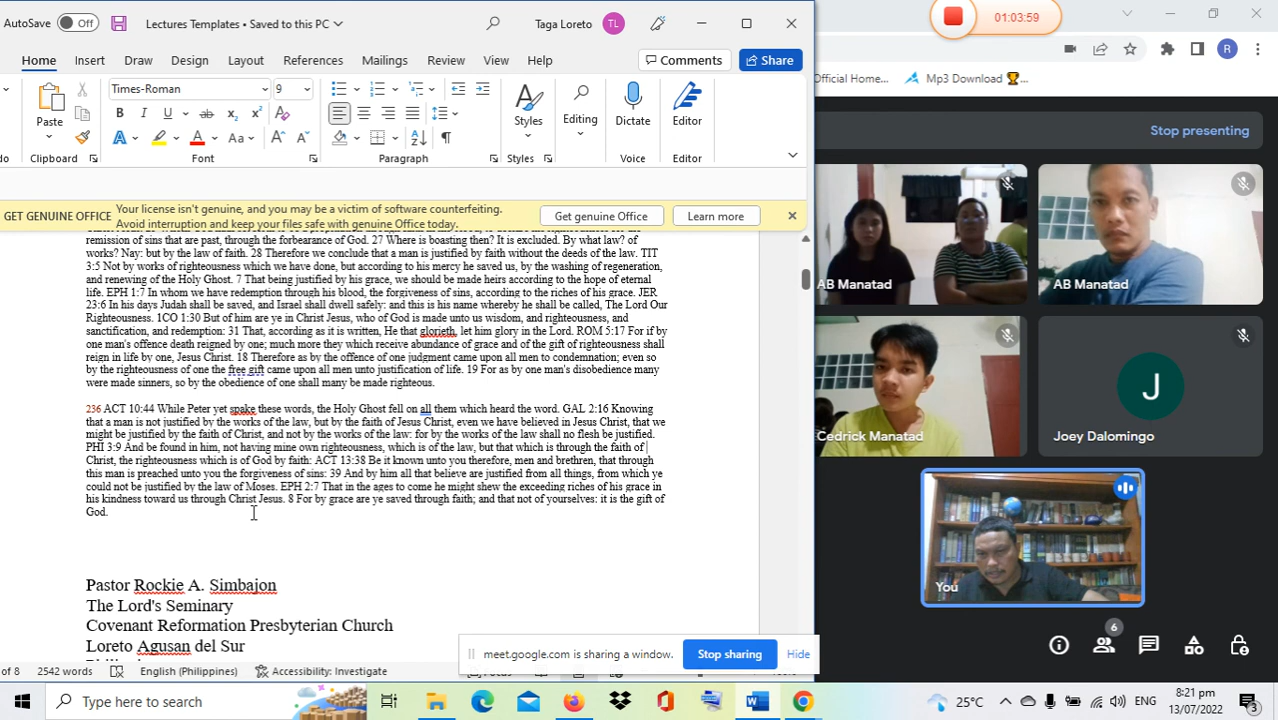 AutoSave Off Lectures Templates • Saved to this PC Taga Loreto TL
01:03:59
Home Insert Draw Design Layout References Mailings Review View Help Comments Share
R
Official Home... Mp3 Download
Times-Roman 9
Paste B I U ab x₂ x² Styles Editing Dictate Editor
A A A Aa A A
Clipboard Font Paragraph Styles Voice Editor
Stop presenting
GET GENUINE OFFICE Your license isn't genuine, and you may be a victim of software counterfeiting.
Avoid interruption and keep your files safe with genuine Office today. Get genuine Office Learn more
remission of sins that are past, through the forbearance of God. 27 Where is boasting then? It is excluded. By what law? of
works? Nay: but by the law of faith. 28 Therefore we conclude that a man is justified by faith without the deeds of the law. TIT
3:5 Not by works of righteousness which we have done, but according to his mercy he saved us, by the washing of regeneration,
and renewing of the Holy Ghost. 7 That being justified by his grace, we should be made heirs according to the hope of eternal
life. EPH 1:7 In whom we have redemption through his blood, the forgiveness of sins, according to the riches of his grace. JER
23:6 In his days Judah shall be saved, and Israel shall dwell safely: and this is his name whereby he shall be called, The Lord Our
Righteousness. 1CO 1:30 But of him are ye in Christ Jesus, who of God is made unto us wisdom, and righteousness, and
sanctification, and redemption: 31 That, according as it is written, He that glorieth, let him glory in the Lord. ROM 5:17 For if by
one man's offence death reigned by one; much more they which receive abundance of grace and of the gift of righteousness shall
reign in life by one, Jesus Christ. 18 Therefore as by the offence of one judgment came upon all men to condemnation; even so
by the righteousness of one the free gift came upon all men unto justification of life. 19 For as by one man's disobedience many
were made sinners, so by the obedience of one shall many be made righteous.
236 ACT 10:44 While Peter yet spake these words, the Holy Ghost fell on all them which heard the word. GAL 2:16 Knowing
that a man is not justified by the works of the law, but by the faith of Jesus Christ, even we have believed in Jesus Christ, that we
might be justified by the faith of Christ, and not by the works of the law: for by the works of the law shall no flesh be justified.
PHI 3:9 And be found in him, not having mine own righteousness, which is of the law, but that which is through the faith of
Christ, the righteousness which is of God by faith: ACT 13:38 Be it known unto you therefore, men and brethren, that through
this man is preached unto you the forgiveness of sins: 39 And by him all that believe are justified from all things, from which ye
could not be justified by the law of Moses. EPH 2:7 That in the ages to come he might shew the exceeding riches of his grace in
his kindness toward us through Christ Jesus. 8 For by grace are ye saved through faith; and that not of yourselves: it is the gift of
God.
Pastor Rockie A. Simbajon
The Lord's Seminary
Covenant Reformation Presbyterian Church
Loreto Agusan del Sur
AB Manatad
AB Manatad
Cedrick Manatad
J
Joey Dalomingo
You
6
meet.google.com is sharing a window. Stop sharing Hide
of 8 2542 words English (Philippines) Accessibility: Investigate
Type here to search
25°C ENG 8:21 pm
13/07/2022
3